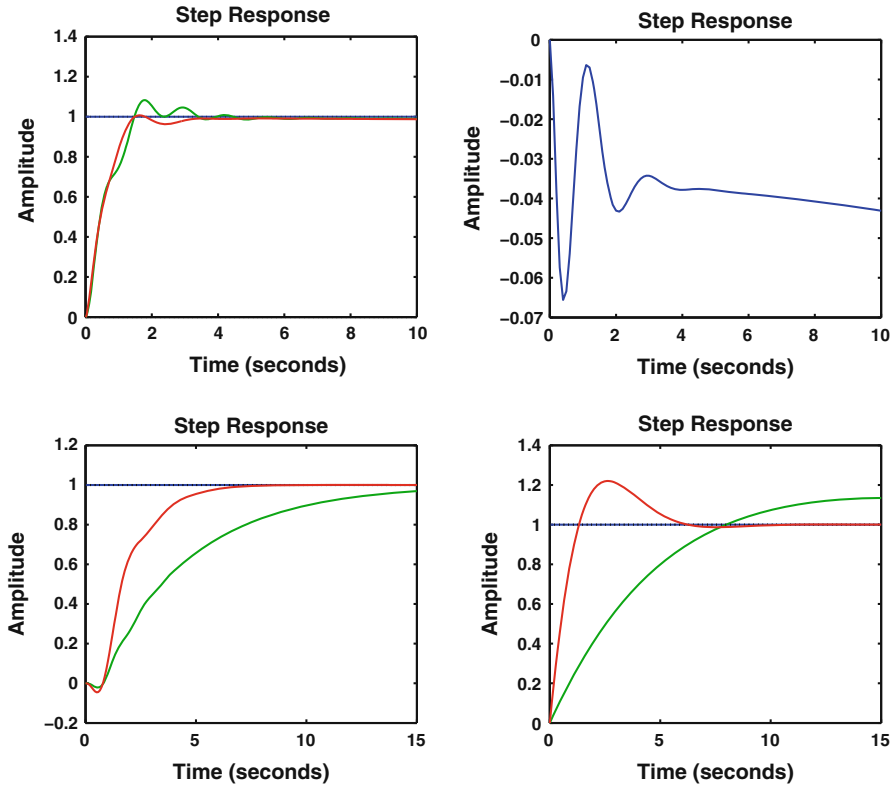 Step Response
Amplitude
1.4
1.2
1
0.8
0.6
0.4
0.2
0
0 2 4 6 8 10
Time (seconds)
Step Response
Amplitude
0
−0.01
−0.02
−0.03
−0.04
−0.05
−0.06
−0.07
0 2 4 6 8 10
Time (seconds)
Step Response
Amplitude
1.2
1
0.8
0.6
0.4
0.2
0
−0.2
0 5 10 15
Time (seconds)
Step Response
Amplitude
1.4
1.2
1
0.8
0.6
0.4
0.2
0
0 5 10 15
Time (seconds)